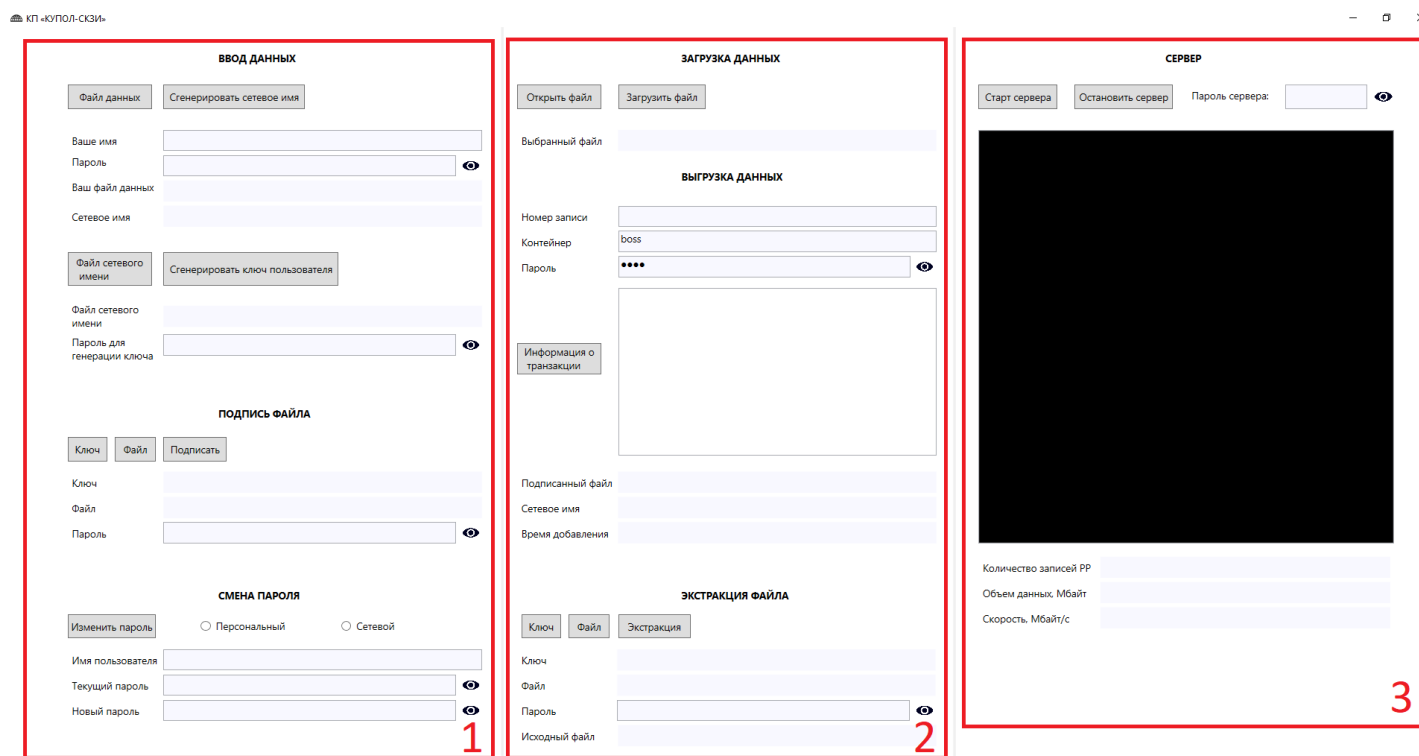 КП «КУПОЛ-СКЗИ»
ВВОД ДАННЫХ
Файл данных Сгенерировать сетевое имя
Ваше имя
Пароль
Ваш файл данных
Сетевое имя
Файл сетевого
имени
Сгенерировать ключ пользователя
Файл сетевого
имени
Пароль для
генерации ключа
ПОДПИСЬ ФАЙЛА
Ключ Файл Подписать
Ключ
Файл
Пароль
СМЕНА ПАРОЛЯ
Изменить пароль Персональный Сетевой
Имя пользователя
Текущий пароль
Новый пароль
1
ЗАГРУЗКА ДАННЫХ
Открыть файл Загрузить файл
Выбранный файл
ВЫГРУЗКА ДАННЫХ
Номер записи
Контейнер boss
Пароль ••••
Информация о
транзакции
Подписанный файл
Сетевое имя
Время добавления
ЭКСТРАКЦИЯ ФАЙЛА
Ключ Файл Экстракция
Ключ
Файл
Пароль
Исходный файл
2
СЕРВЕР
Старт сервера Остановить сервер Пароль сервера:
Количество записей РР
Объем данных, Мбайт
Скорость, Мбайт/с
3